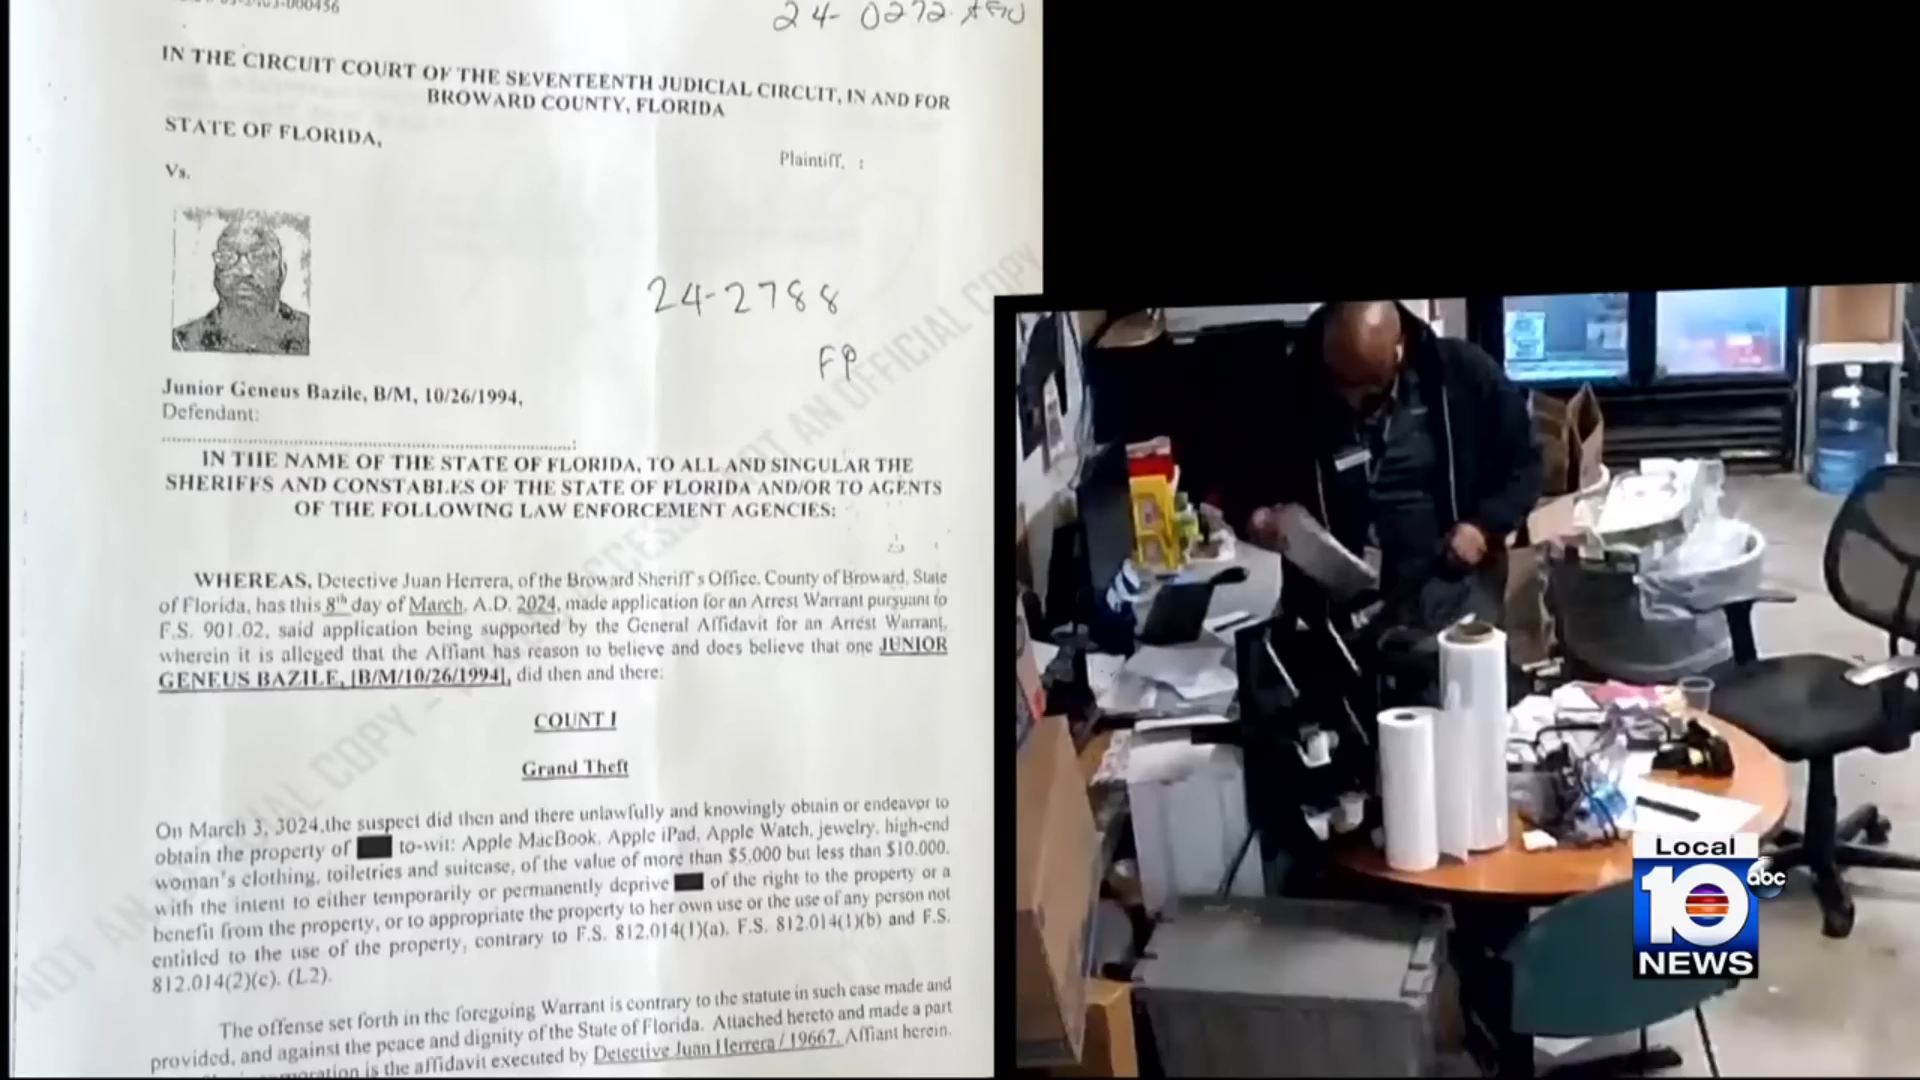 24-0272
IN THE CIRCUIT COURT OF THE SEVENTEENTH JUDICIAL CIRCUIT, IN AND FOR
BROWARD COUNTY, FLORIDA
STATE OF FLORIDA,
Plaintiff, :
Vs.
24-2788
FP
Junior Geneus Bazile, B/M, 10/26/1994,
Defendant:
IN THE NAME OF THE STATE OF FLORIDA, TO ALL AND SINGULAR THE
SHERIFFS AND CONSTABLES OF THE STATE OF FLORIDA AND/OR TO AGENTS
OF THE FOLLOWING LAW ENFORCEMENT AGENCIES:
WHEREAS, Detective Juan Herrera, of the Broward Sheriff's Office, County of Broward, State
of Florida, has this 8th day of March, A.D. 2024, made application for an Arrest Warrant pursuant to
F.S. 901.02, said application being supported by the General Affidavit for an Arrest Warrant,
wherein it is alleged that the Affiant has reason to believe and does believe that one JUNIOR
GENEUS BAZILE, [B/M/10/26/1994], did then and there:
COUNT I
Grand Theft
On March 3, 3024,the suspect did then and there unlawfully and knowingly obtain or endeavor to
obtain the property of to-wit: Apple MacBook, Apple iPad, Apple Watch, jewelry, high-end
woman's clothing, toiletries and suitcase, of the value of more than $5,000 but less than $10.000,
with the intent to either temporarily or permanently deprive of the right to the property or a
benefit from the property, or to appropriate the property to her own use or the use of any person not
entitled to the use of the property, contrary to F.S. 812.014(1)(a), F.S. 812.014(1)(b) and F.S.
812.014(2)(c). (L2).
The offense set forth in the foregoing Warrant is contrary to the statute in such case made and
provided, and against the peace and dignity of the State of Florida. Attached hereto and made a part
is the affidavit executed by Detective Juan Herrera / 19667, Affiant herein.
NOT AN OFFICIAL COPY
Local
10 abc
NEWS